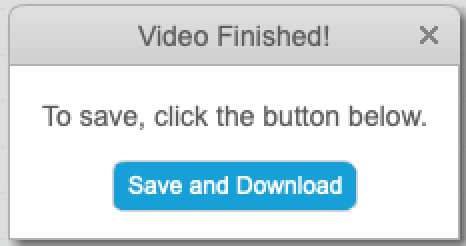 Video Finished!
To save, click the button below.
Save and Download